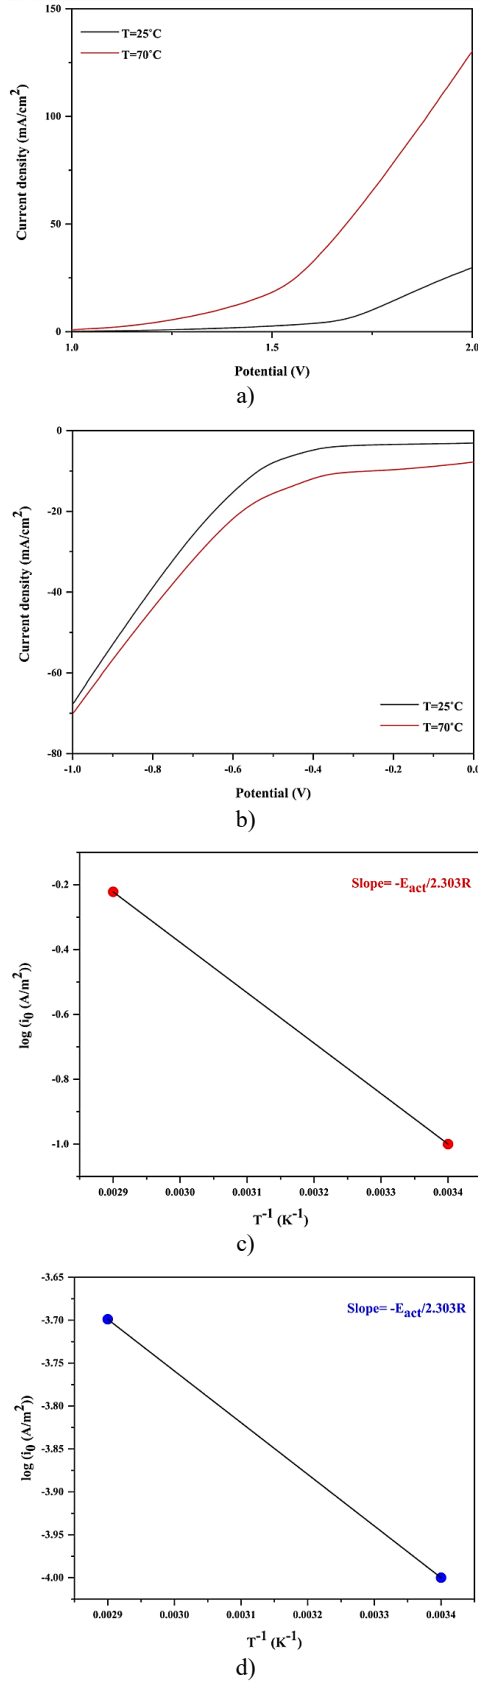 150
T=25˚C
T=70˚C
100
Current density (mA/cm²)
50
0
1.0 1.5 2.0
Potential (V)
a)
0
-20
Current density (mA/cm²)
-40
-60
T=25˚C
T=70˚C
-80
-1.0 -0.8 -0.6 -0.4 -0.2 0.0
Potential (V)
b)
-0.2
Slope= -Eact/2.303R
-0.4
log (i0 (A/m²))
-0.6
-0.8
-1.0
0.0029 0.0030 0.0031 0.0032 0.0033 0.0034
T-1 (K-1)
c)
-3.65
Slope= -Eact/2.303R
-3.70
-3.75
-3.80
log (i0 (A/m²))
-3.85
-3.90
-3.95
-4.00
0.0029 0.0030 0.0031 0.0032 0.0033 0.0034
T-1 (K-1)
d)